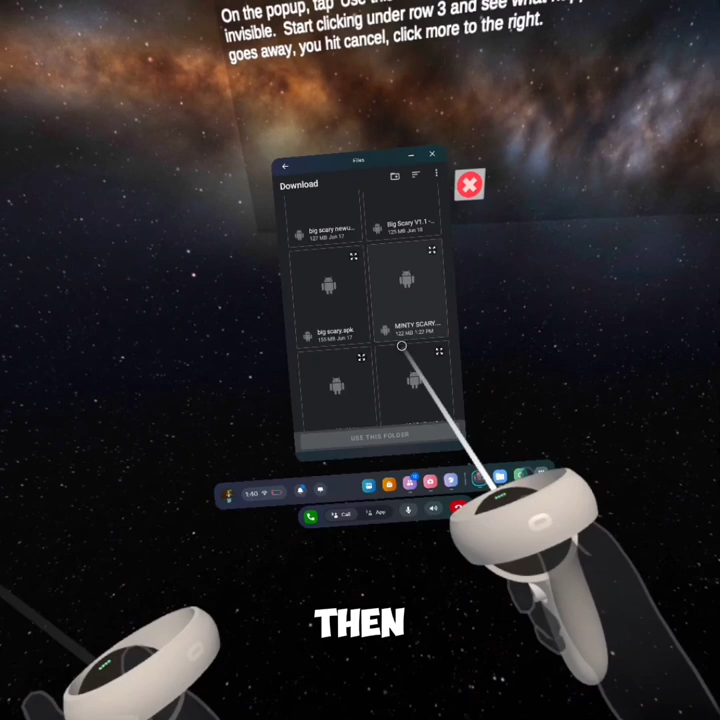 On the popup, tap
invisible. Start clicking under row 3 and see
goes away, you hit cancel, click more to the right.
Files
Download
big scary newu...
127 MB Jun 17
Big Scary V1.1-...
125 MB Jun 18
big scary.apk
155 MB Jun 17
MINTY SCARY...
122 MB 1:22 PM
USE THIS FOLDER
1:40
Call
App
THEN